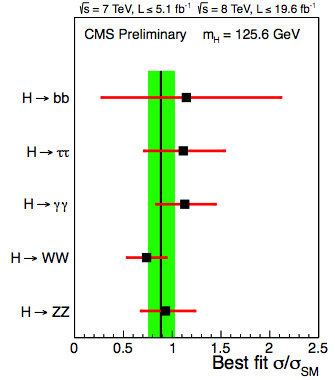 √s = 7 TeV, L ≤ 5.1 fb⁻¹ √s = 8 TeV, L ≤ 19.6 fb⁻¹
CMS Preliminary m_H = 125.6 GeV
H → bb
H → ττ
H → γγ
H → WW
H → ZZ
0 0.5 1 1.5 2 2.5
Best fit σ/σ_SM